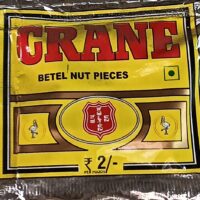 CRANE
BETEL NUT PIECES
₹ 2/-
PER POUCH